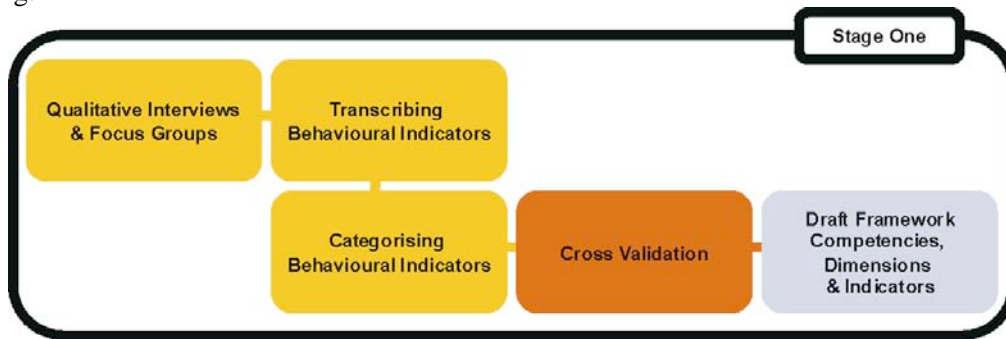 Stage One
Qualitative Interviews
& Focus Groups
Transcribing
Behavioural Indicators
Categorising
Behavioural Indicators
Cross Validation
Draft Framework
Competencies,
Dimensions
& Indicators